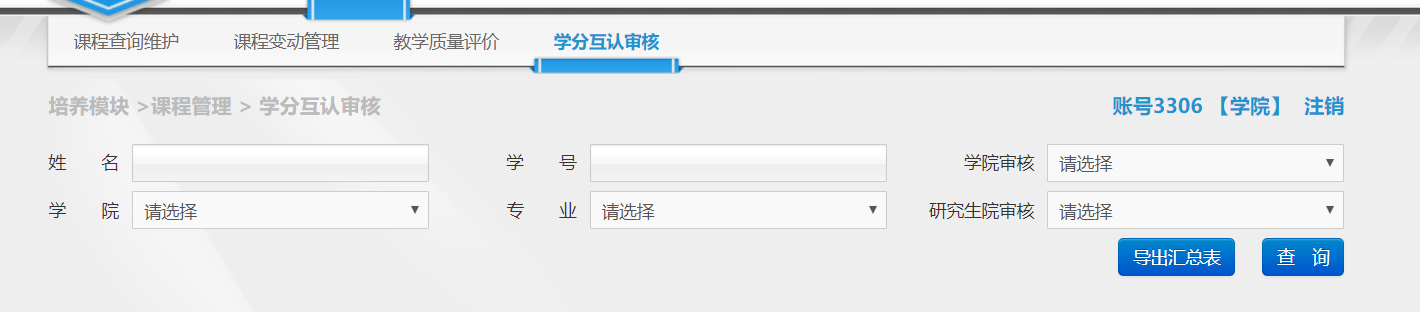 课程查询维护 课程变动管理 教学质量评价 学分互认审核
培养模块 >课程管理 > 学分互认审核 账号3306 【学院】 注销
姓 名 学 号 学院审核 请选择
学 院 请选择 专 业 请选择 研究生院审核 请选择
导出汇总表 查 询